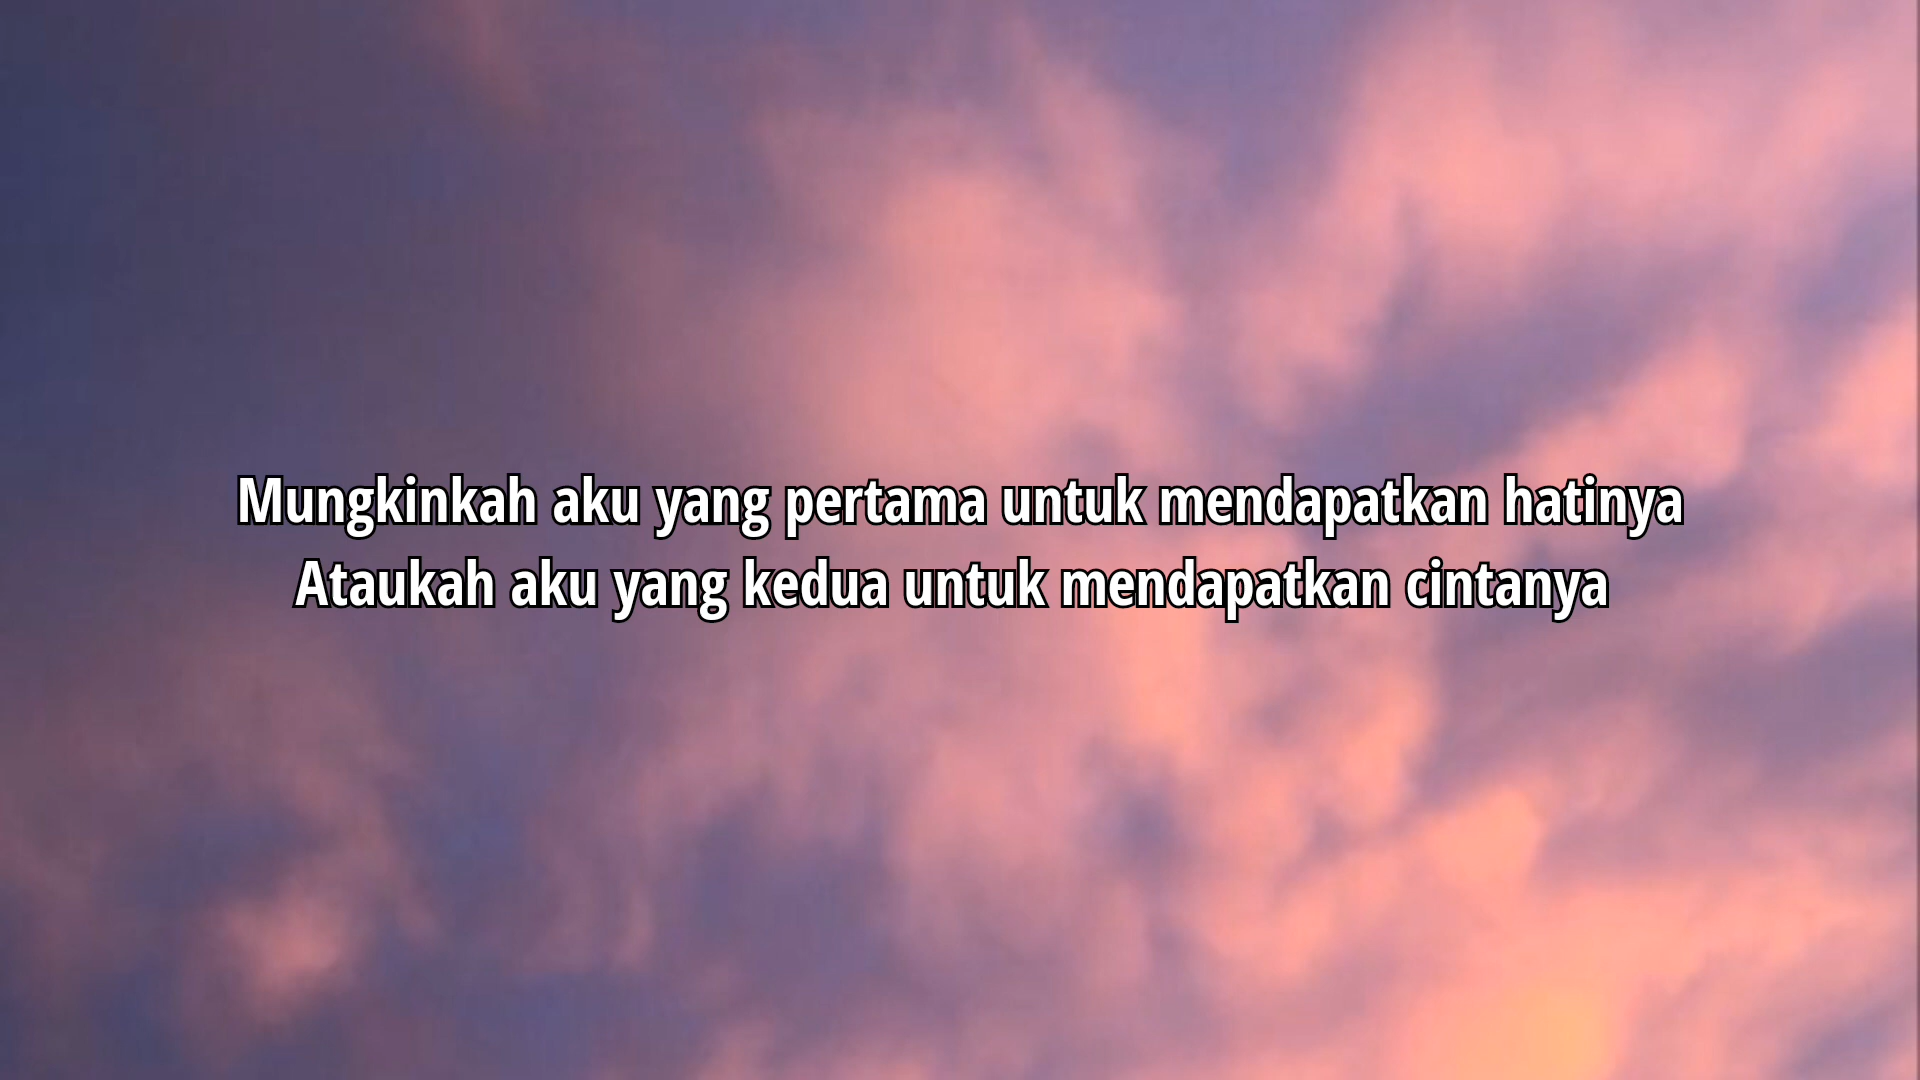 Mungkinkah aku yang pertama untuk mendapatkan hatinya
Ataukah aku yang kedua untuk mendapatkan cintanya